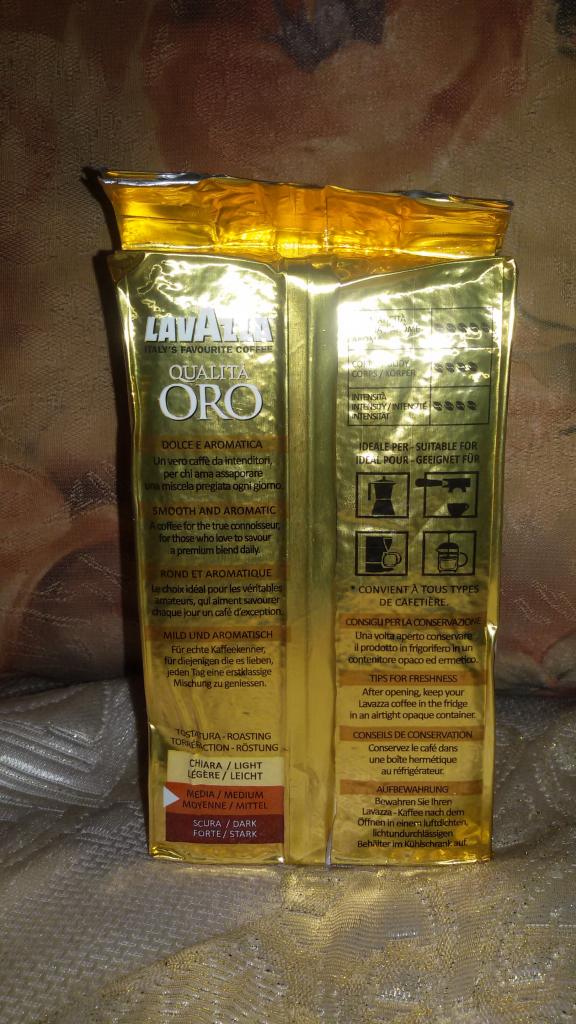 LAVAZZA
ITALY'S FAVOURITE COFFEE
QUALITÀ
ORO
DOLCE E AROMATICA
Un vero caffè da intenditori,
per chi ama assaporare
una miscela pregiata ogni giorno.
SMOOTH AND AROMATIC
A coffee for the true connoisseur,
for those who love to savour
a premium blend daily.
ROND ET AROMATIQUE
Le choix idéal pour les véritables
amateurs, qui aiment savourer
chaque jour un café d'exception.
MILD UND AROMATISCH
Für echte Kaffeekenner,
für diejenigen die es lieben,
jeden Tag eine erstklassige
Mischung zu geniessen.
TOSTATURA - ROASTING
TORRÉFACTION - RÖSTUNG
CHIARA / LIGHT
LÉGÈRE / LEICHT
MEDIA / MEDIUM
MOYENNE / MITTEL
SCURA / DARK
FORTE / STARK
CORPS / KÖRPER
INTENSITÀ
INTENSITY / INTENSITÉ
INTENSITÄT
IDEALE PER - SUITABLE FOR
IDÉAL POUR - GEEIGNET FÜR
* CONVIENT À TOUS TYPES
DE CAFETIÈRE.
CONSIGLI PER LA CONSERVAZIONE
Una volta aperto conservare
il prodotto in frigorifero in un
contenitore opaco ed ermetico.
TIPS FOR FRESHNESS
After opening, keep your
Lavazza coffee in the fridge
in an airtight opaque container.
CONSEILS DE CONSERVATION
Conservez le café dans
une boîte hermétique
au réfrigérateur.
AUFBEWAHRUNG
Bewahren Sie Ihren
Lavazza - Kaffee nach dem
Öffnen in einem luftdichten,
lichtundurchlässigen
Behälter im Kühlschrank auf.